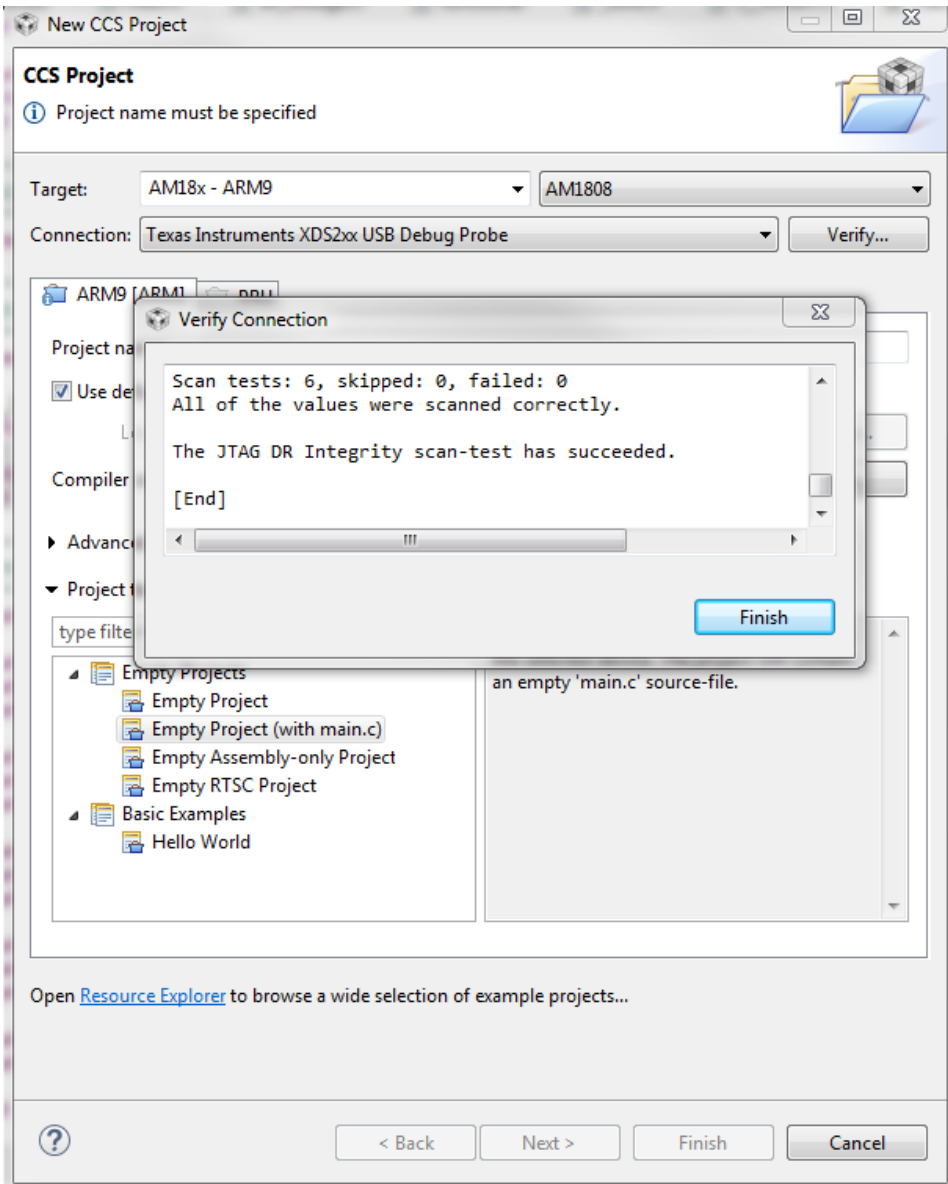 New CCS Project
CCS Project
Project name must be specified
Target: AM18x - ARM9 AM1808
Connection: Texas Instruments XDS2xx USB Debug Probe Verify...
ARM9 [ARM]
Verify Connection
Project na
Scan tests: 6, skipped: 0, failed: 0
Use de
All of the values were scanned correctly.
The JTAG DR Integrity scan-test has succeeded.
Compiler
[End]
Advanc
Project t
Finish
type filte
Empty Projects
an empty 'main.c' source-file.
Empty Project
Empty Project (with main.c)
Empty Assembly-only Project
Empty RTSC Project
Basic Examples
Hello World
Open Resource Explorer to browse a wide selection of example projects...
? < Back Next > Finish Cancel